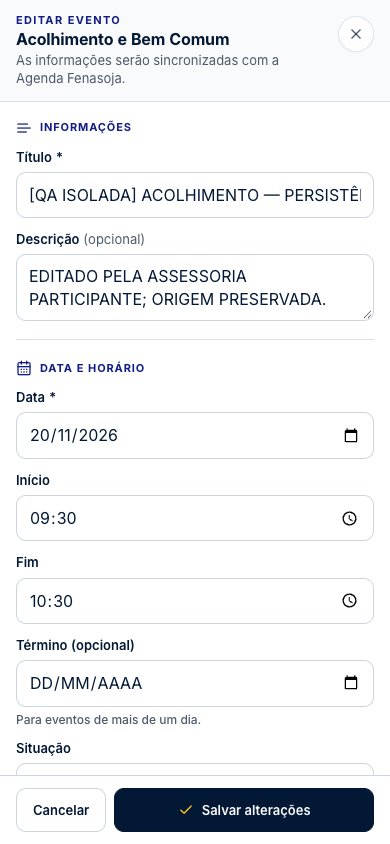 EDITAR EVENTO
Acolhimento e Bem Comum
As informações serão sincronizadas com a
Agenda Fenasoja.
INFORMAÇÕES
Título *
[QA ISOLADA] ACOLHIMENTO — PERSISTÊ
Descrição (opcional)
EDITADO PELA ASSESSORIA
PARTICIPANTE; ORIGEM PRESERVADA.
DATA E HORÁRIO
Data *
20/11/2026
Início
09:30
Fim
10:30
Término (opcional)
DD/MM/AAAA
Para eventos de mais de um dia.
Situação
Cancelar
Salvar alterações